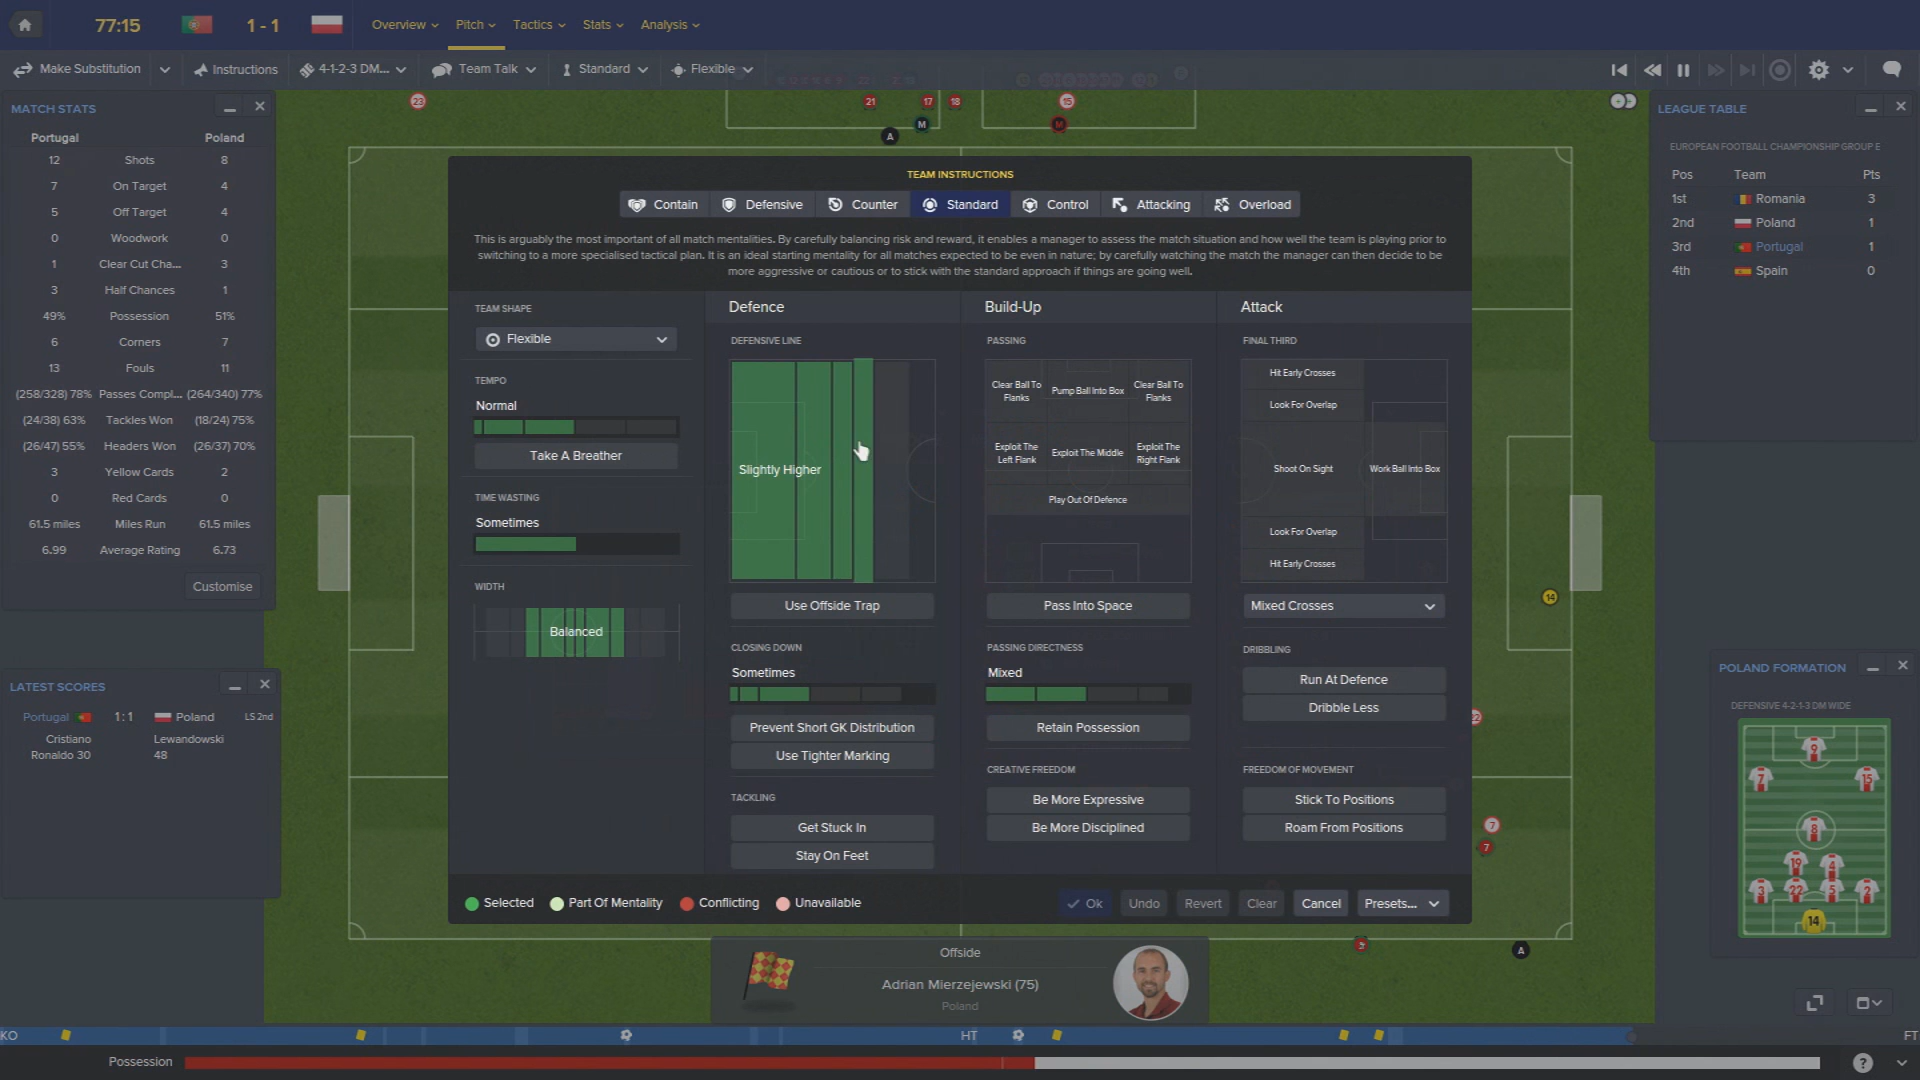 77:15
1 - 1
Overview
Pitch
Tactics
Stats
Analysis
Make Substitution
Instructions
4-1-2-3 DM...
Team Talk
Standard
Flexible
MATCH STATS
Portugal Poland
12 Shots 8
7 On Target 4
5 Off Target 4
0 Woodwork 0
1 Clear Cut Cha... 3
3 Half Chances 1
49% Possession 51%
6 Corners 7
13 Fouls 11
(258/328) 78% Passes Compl... (264/340) 77%
(24/38) 63% Tackles Won (18/24) 75%
(26/47) 55% Headers Won (26/37) 70%
3 Yellow Cards 2
0 Red Cards 0
61.5 miles Miles Run 61.5 miles
6.99 Average Rating 6.73
Customise
LATEST SCORES
Portugal 1:1 Poland LS 2nd
Cristiano Lewandowski
Ronaldo 30 48
23
21
17
18
15
M
M
A
TEAM INSTRUCTIONS
Contain
Defensive
Counter
Standard
Control
Attacking
Overload
This is arguably the most important of all match mentalities. By carefully balancing risk and reward, it enables a manager to assess the match situation and how well the team is playing prior to
switching to a more specialised tactical plan. It is an ideal starting mentality for all matches expected to be even in nature; by carefully watching the match the manager can then decide to be
more aggressive or cautious or to stick with the standard approach if things are going well.
TEAM SHAPE
Flexible
TEMPO
Normal
Take A Breather
TIME WASTING
Sometimes
WIDTH
Balanced
Defence
DEFENSIVE LINE
Slightly Higher
Use Offside Trap
CLOSING DOWN
Sometimes
Prevent Short GK Distribution
Use Tighter Marking
TACKLING
Get Stuck In
Stay On Feet
Build-Up
PASSING
Clear Ball To
Flanks
Pump Ball Into Box
Clear Ball To
Flanks
Exploit The
Left Flank
Exploit The Middle
Exploit The
Right Flank
Play Out Of Defence
Pass Into Space
PASSING DIRECTNESS
Mixed
Retain Possession
CREATIVE FREEDOM
Be More Expressive
Be More Disciplined
Attack
FINAL THIRD
Hit Early Crosses
Look For Overlap
Shoot On Sight
Work Ball Into Box
Look For Overlap
Hit Early Crosses
Mixed Crosses
DRIBBLING
Run At Defence
Dribble Less
FREEDOM OF MOVEMENT
Stick To Positions
Roam From Positions
Selected
Part Of Mentality
Conflicting
Unavailable
Ok
Undo
Revert
Clear
Cancel
Presets...
LEAGUE TABLE
EUROPEAN FOOTBALL CHAMPIONSHIP GROUP E
Pos Team Pts
1st Romania 3
2nd Poland 1
3rd Portugal 1
4th Spain 0
14
7
7
A
POLAND FORMATION
DEFENSIVE 4-2-1-3 DM WIDE
9
7 15
8
19 4
3 22 5 2
14
Offside
Adrian Mierzejewski (75)
Poland
KO
HT
FT
Possession
?